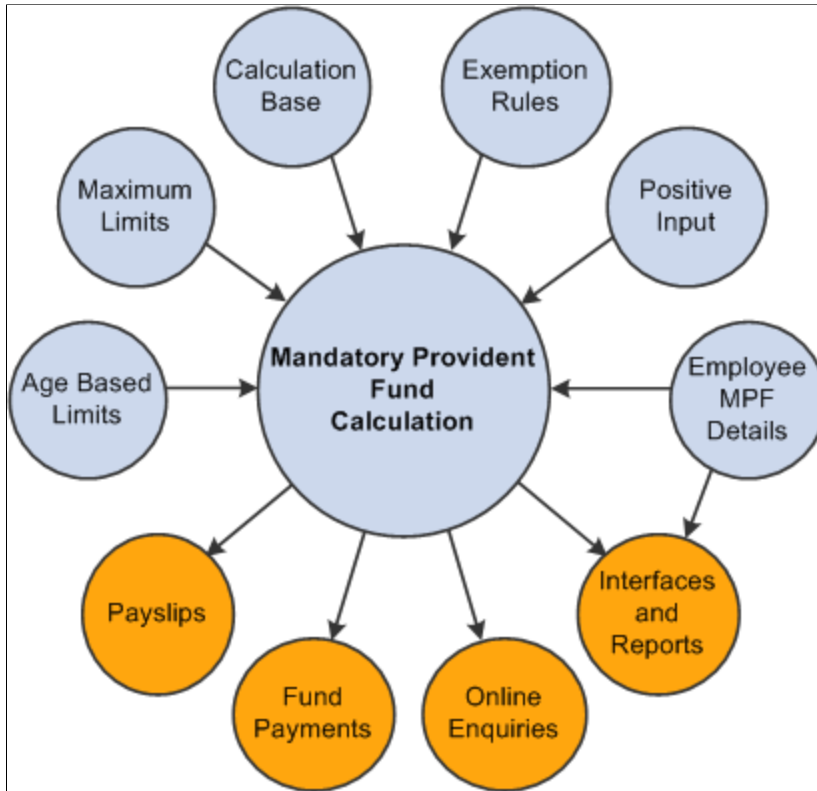 Calculation
Base
Exemption
Rules
Maximum
Limits
Positive
Input
Mandatory Provident
Fund
Calculation
Age Based
Limits
Employee
MPF
Details
Payslips
Interfaces
and
Reports
Fund
Payments
Online
Enquiries